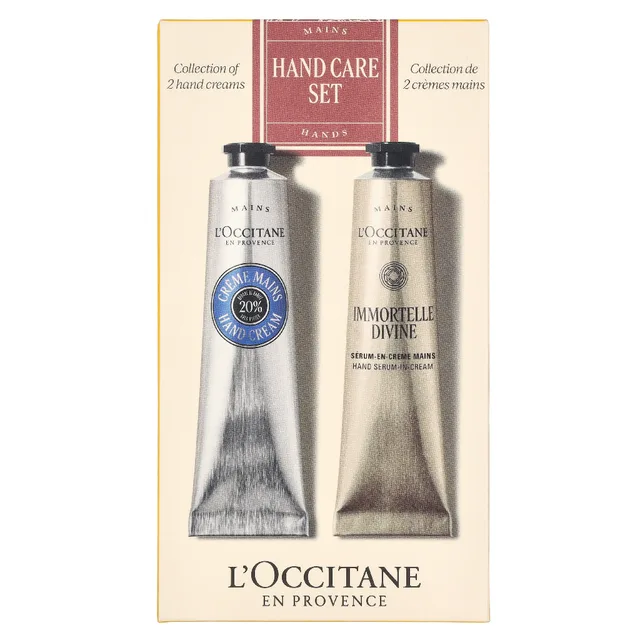 MAINS
Collection of
2 hand creams
HAND CARE
SET
Collection de
2 crèmes mains
HANDS
MAINS
L'OCCITANE
EN PROVENCE
CRÈME MAINS
20%
HAND CREAM
MAINS
L'OCCITANE
EN PROVENCE
IMMORTELLE
DIVINE
SÉRUM-EN-CRÈME MAINS
HAND SERUM-IN-CREAM
L'OCCITANE
EN PROVENCE